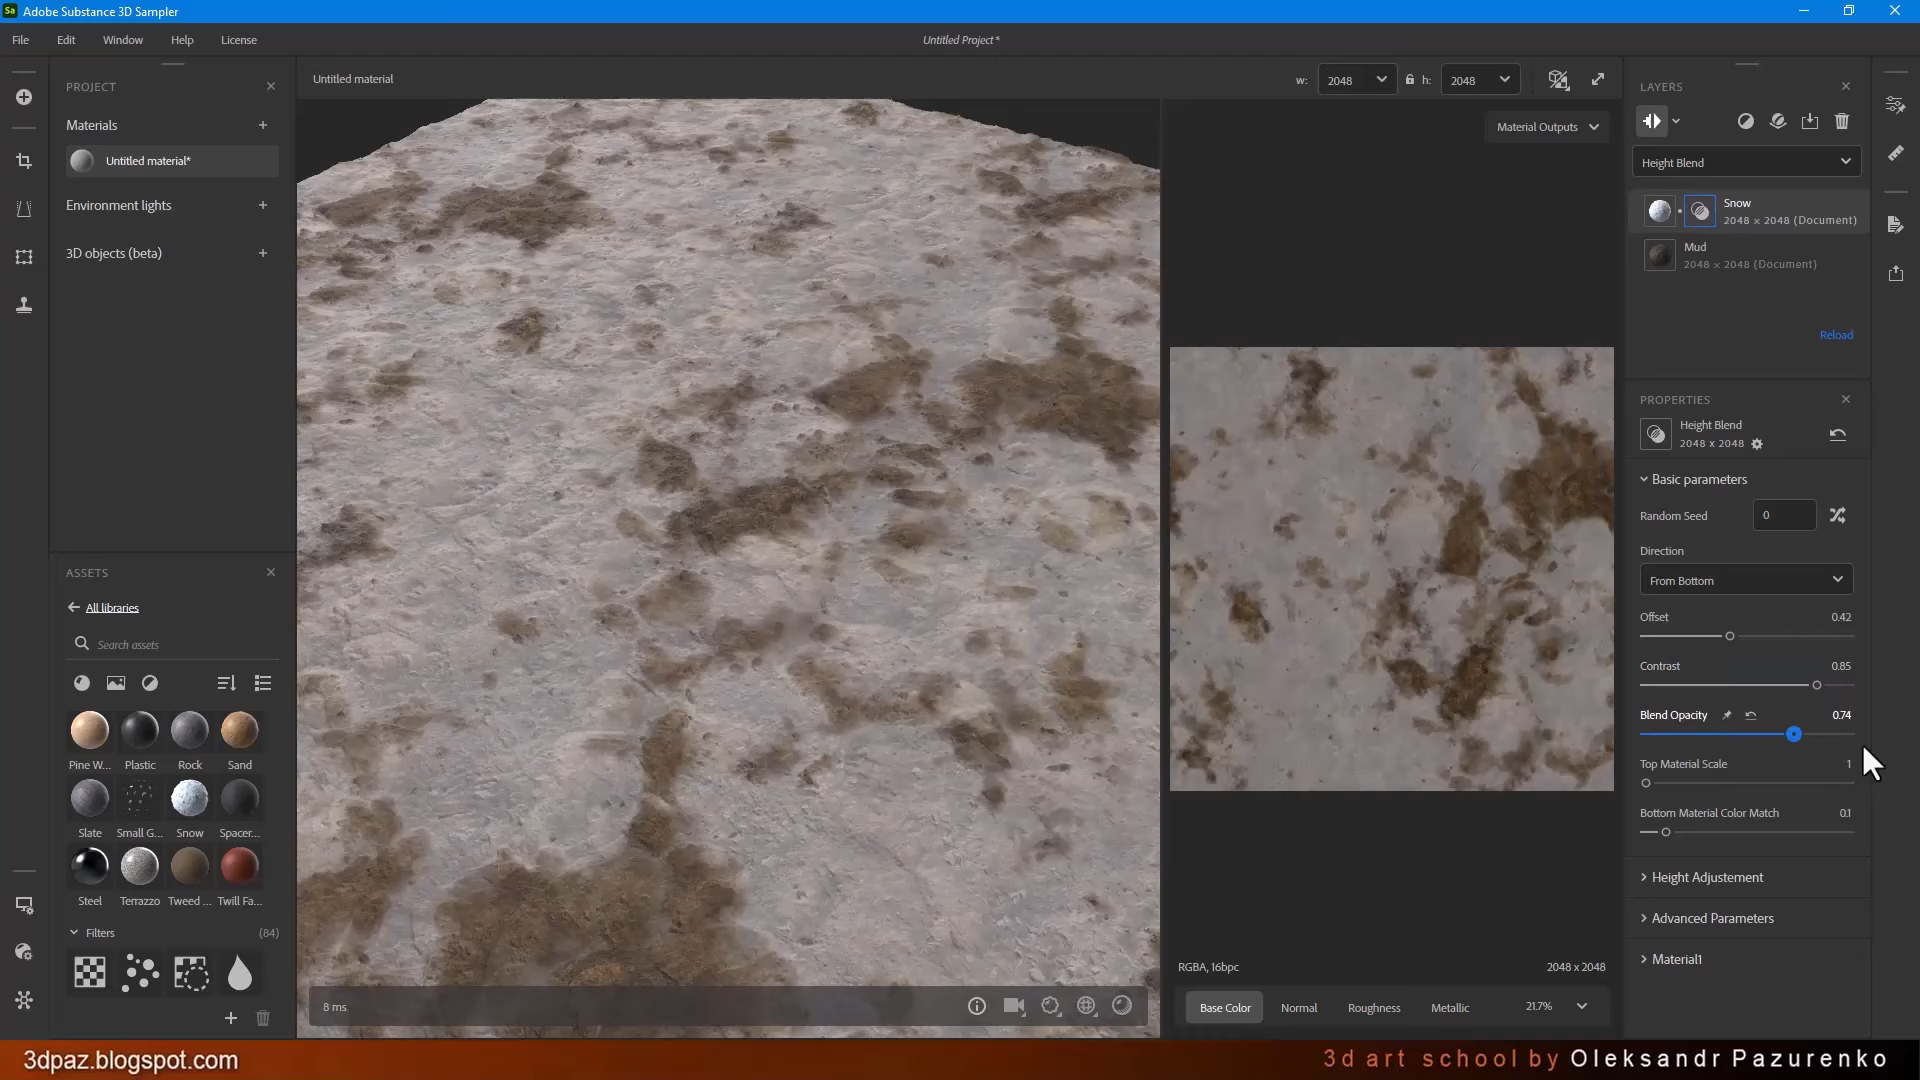 Sa Adobe Substance 3D Sampler
File Edit Window Help License
Untitled Project*
PROJECT
Materials
Untitled material*
Environment lights
3D objects (beta)
ASSETS
All libraries
Search assets
Pine W... Plastic Rock Sand
Slate Small G... Snow Spacer...
Steel Terrazzo Tweed ... Twill Fa...
Filters (84)
Untitled material
w: 2048 h: 2048
Material Outputs
8 ms
RGBA, 16bpc 2048 x 2048
Base Color Normal Roughness Metallic 21.7%
LAYERS
Height Blend
Snow
2048 × 2048 (Document)
Mud
2048 × 2048 (Document)
Reload
PROPERTIES
Height Blend
2048 x 2048
Basic parameters
Random Seed 0
Direction
From Bottom
Offset 0.42
Contrast 0.85
Blend Opacity 0.74
Top Material Scale 1
Bottom Material Color Match 0.1
Height Adjustement
Advanced Parameters
Material1
3dpaz.blogspot.com
3d art school by Oleksandr Pazurenko